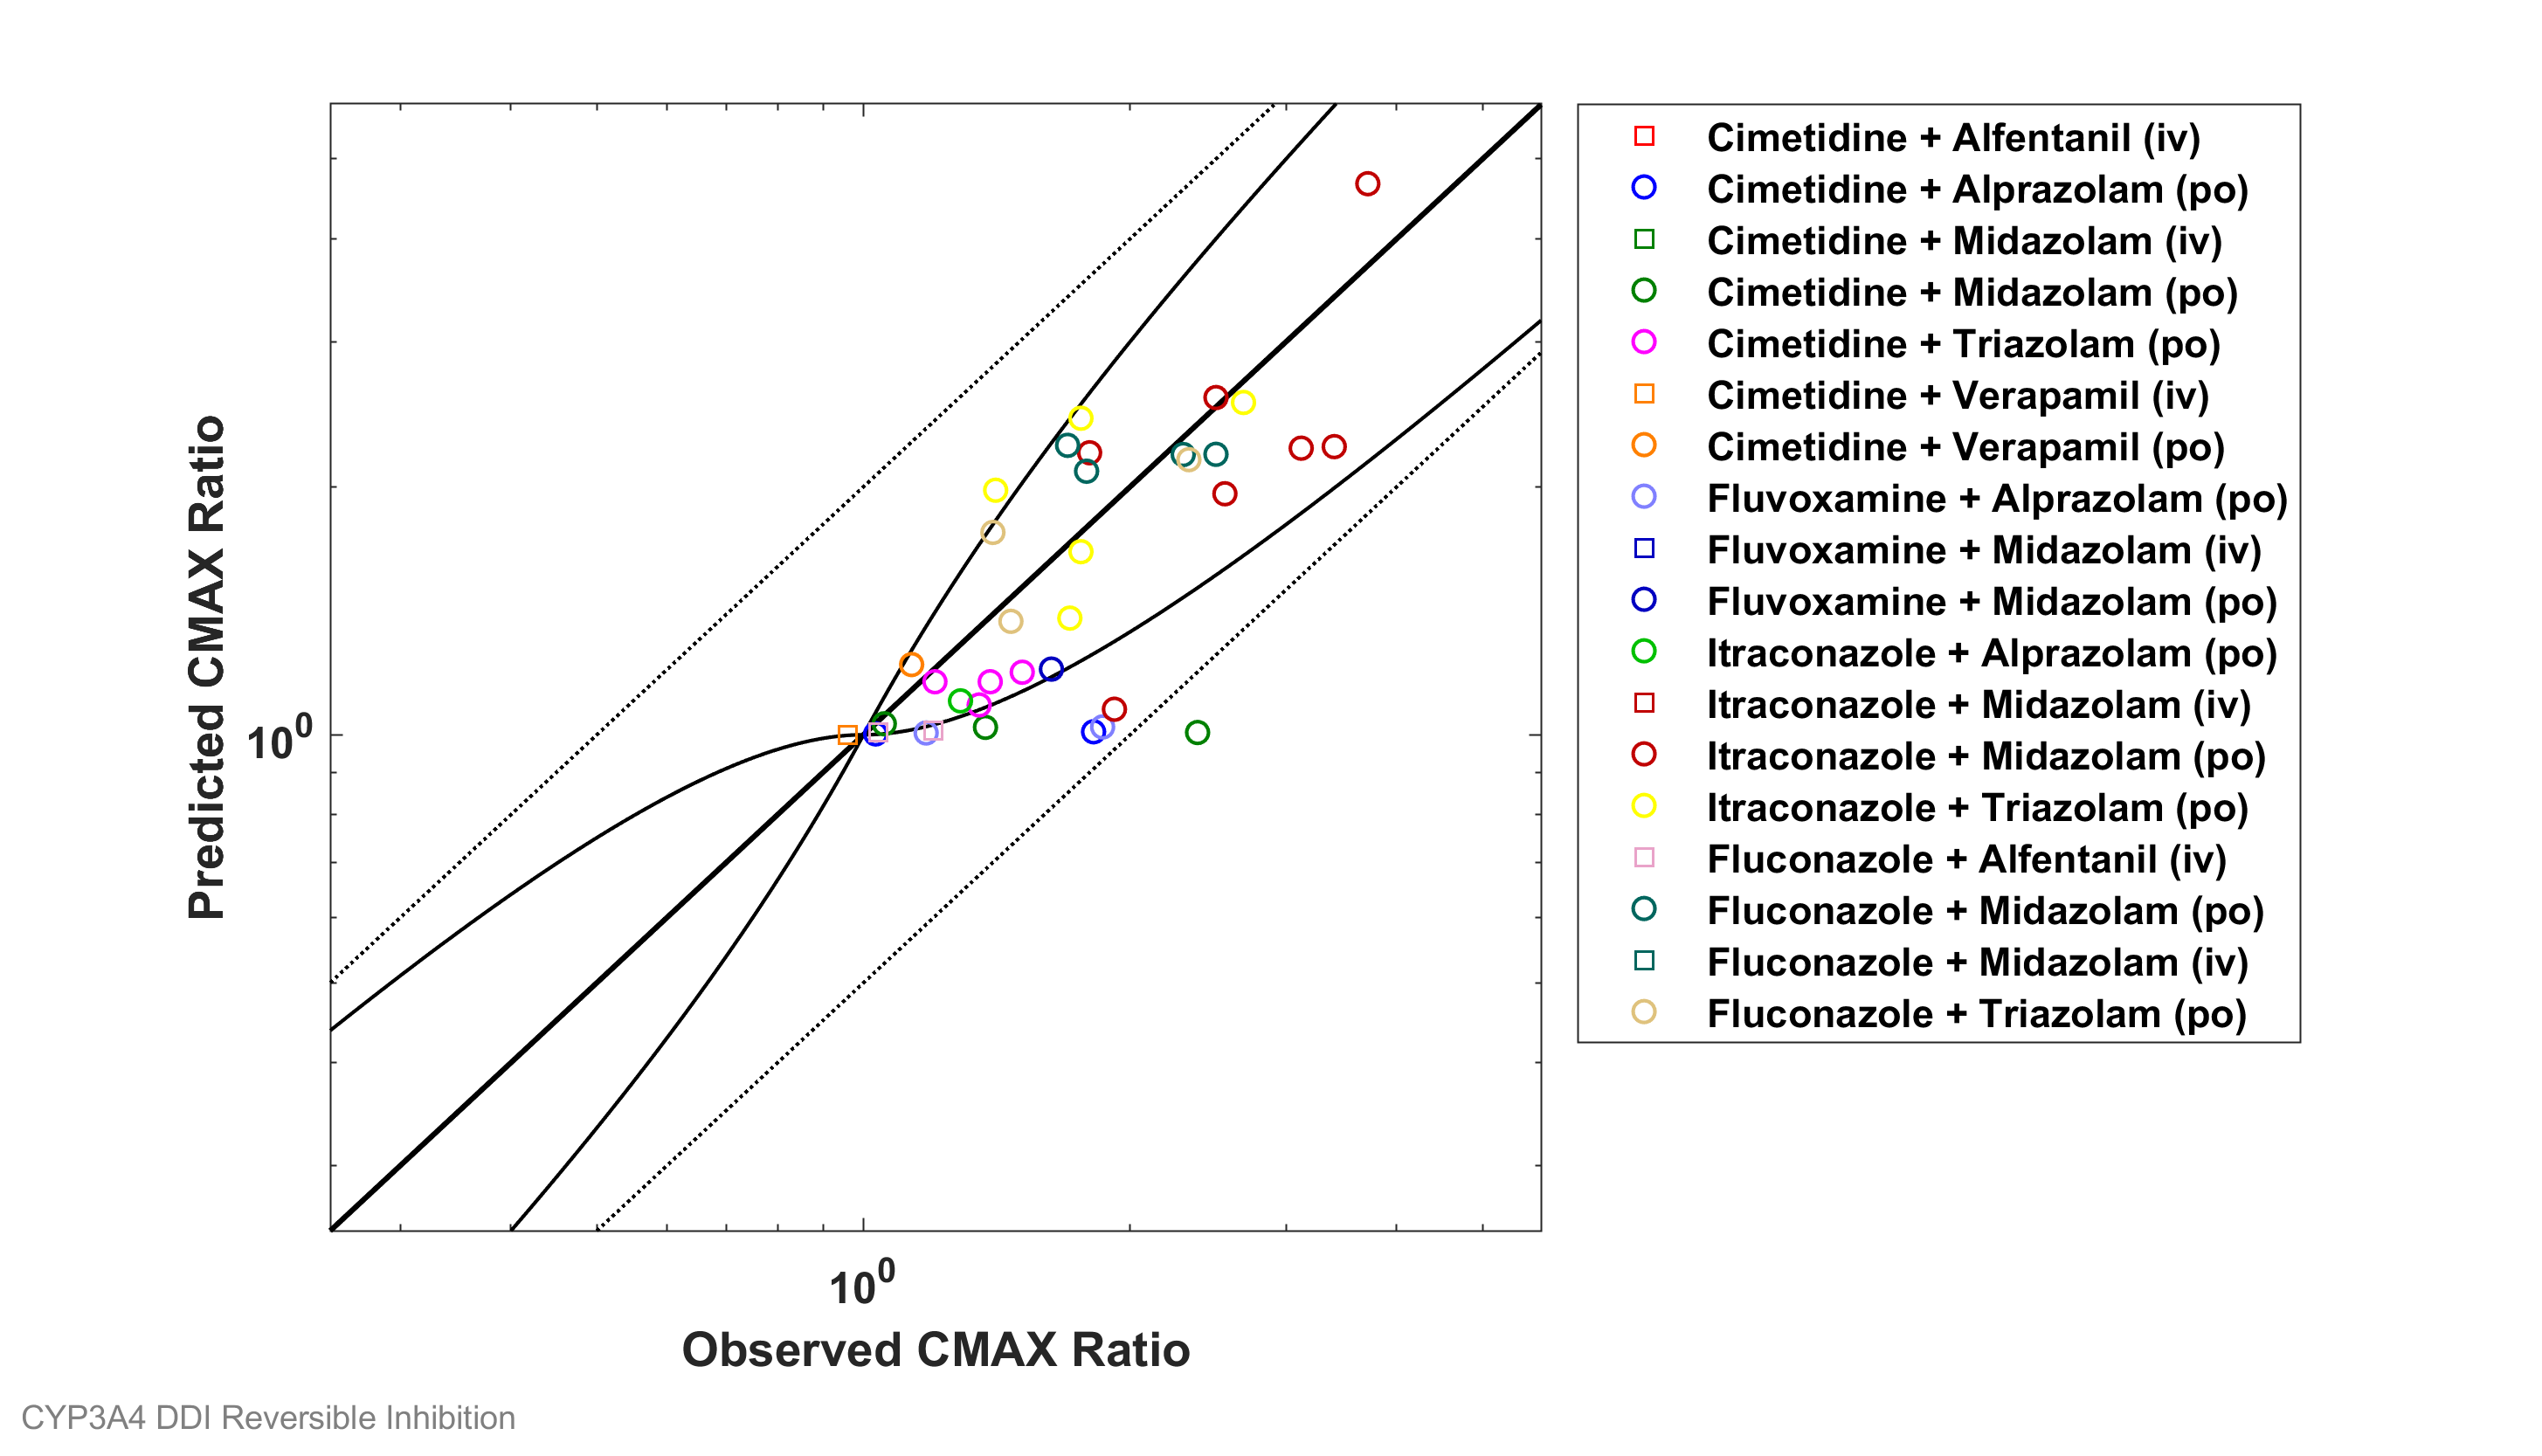 Cimetidine + Alfentanil (iv)
Cimetidine + Alprazolam (po)
Cimetidine + Midazolam (iv)
Cimetidine + Midazolam (po)
Cimetidine + Triazolam (po)
Cimetidine + Verapamil (iv)
Cimetidine + Verapamil (po)
Fluvoxamine + Alprazolam (po)
Fluvoxamine + Midazolam (iv)
Fluvoxamine + Midazolam (po)
Itraconazole + Alprazolam (po)
Itraconazole + Midazolam (iv)
Itraconazole + Midazolam (po)
Itraconazole + Triazolam (po)
Fluconazole + Alfentanil (iv)
Fluconazole + Midazolam (po)
Fluconazole + Midazolam (iv)
Fluconazole + Triazolam (po)
Predicted CMAX Ratio
10^0
10^0
Observed CMAX Ratio
CYP3A4 DDI Reversible Inhibition